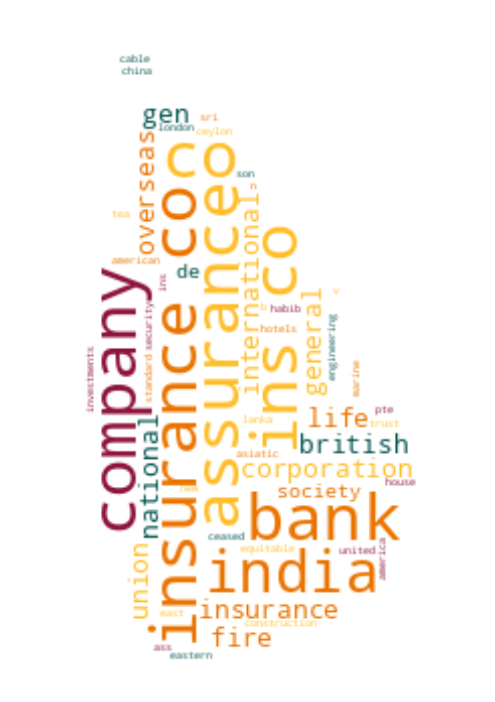 cable
china
gen
sri
london
ceylon
co
overseas
son
n
tea
assurance
insurance co
international
ins co
american
de
company
ins
security
habib
general
v
b
hotels
engineering
investments
standard
marine
life
pte
lanka
trust
national
british
asiatic
corporation
house
society
bank
ceased
equitable
united
america
india
union
east
insurance
construction
fire
ass
eastern